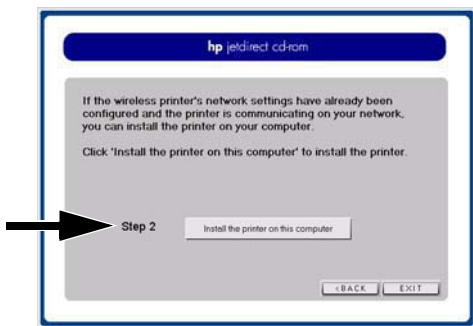 hp jetdirect cd-rom
If the wireless printer's network settings have already been
configured and the printer is communicating on your network,
you can install the printer on your computer.
Click 'Install the printer on this computer' to install the printer.
Step 2
Install the printer on this computer
<BACK
EXIT